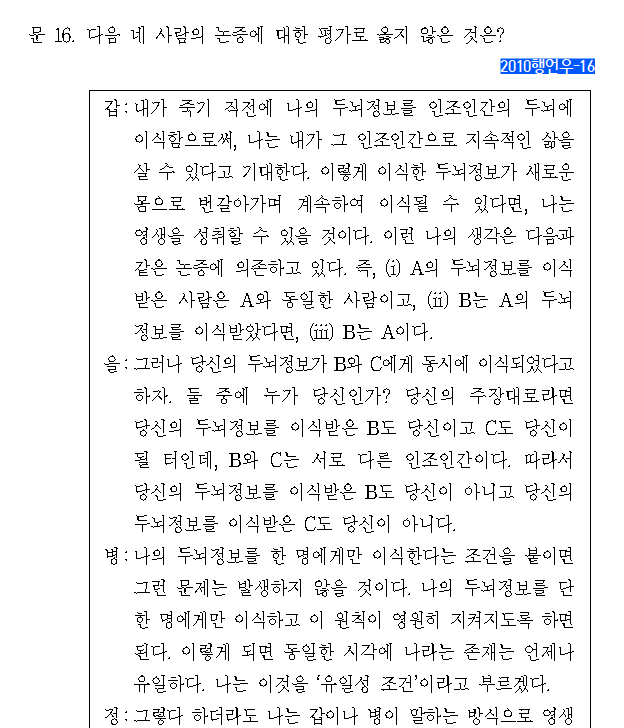 문 16. 다음 네 사람의 논증에 대한 평가로 옳지 않은 것은?
2010행언우-16
갑: 내가 죽기 직전에 나의 두뇌정보를 인조인간의 두뇌에
이식함으로써, 나는 내가 그 인조인간으로 지속적인 삶을
살 수 있다고 기대한다. 이렇게 이식한 두뇌정보가 새로운
몸으로 번갈아가며 계속하여 이식될 수 있다면, 나는
영생을 성취할 수 있을 것이다. 이런 나의 생각은 다음과
같은 논증에 의존하고 있다. 즉, (i) A의 두뇌정보를 이식
받은 사람은 A와 동일한 사람이고, (ii) B는 A의 두뇌
정보를 이식받았다면, (iii) B는 A이다.
을: 그러나 당신의 두뇌정보가 B와 C에게 동시에 이식되었다고
하자. 둘 중에 누가 당신인가? 당신의 주장대로라면
당신의 두뇌정보를 이식받은 B도 당신이고 C도 당신이
될 터인데, B와 C는 서로 다른 인조인간이다. 따라서
당신의 두뇌정보를 이식받은 B도 당신이 아니고 당신의
두뇌정보를 이식받은 C도 당신이 아니다.
병: 나의 두뇌정보를 한 명에게만 이식한다는 조건을 붙이면
그런 문제는 발생하지 않을 것이다. 나의 두뇌정보를 단
한 명에게만 이식하고 이 원칙이 영원히 지켜지도록 하면
된다. 이렇게 되면 동일한 시각에 나라는 존재는 언제나
유일하다. 나는 이것을 ‘유일성 조건’이라고 부르겠다.
정: 그렇다 하더라도 나는 갑이나 병이 말하는 방식으로 영생